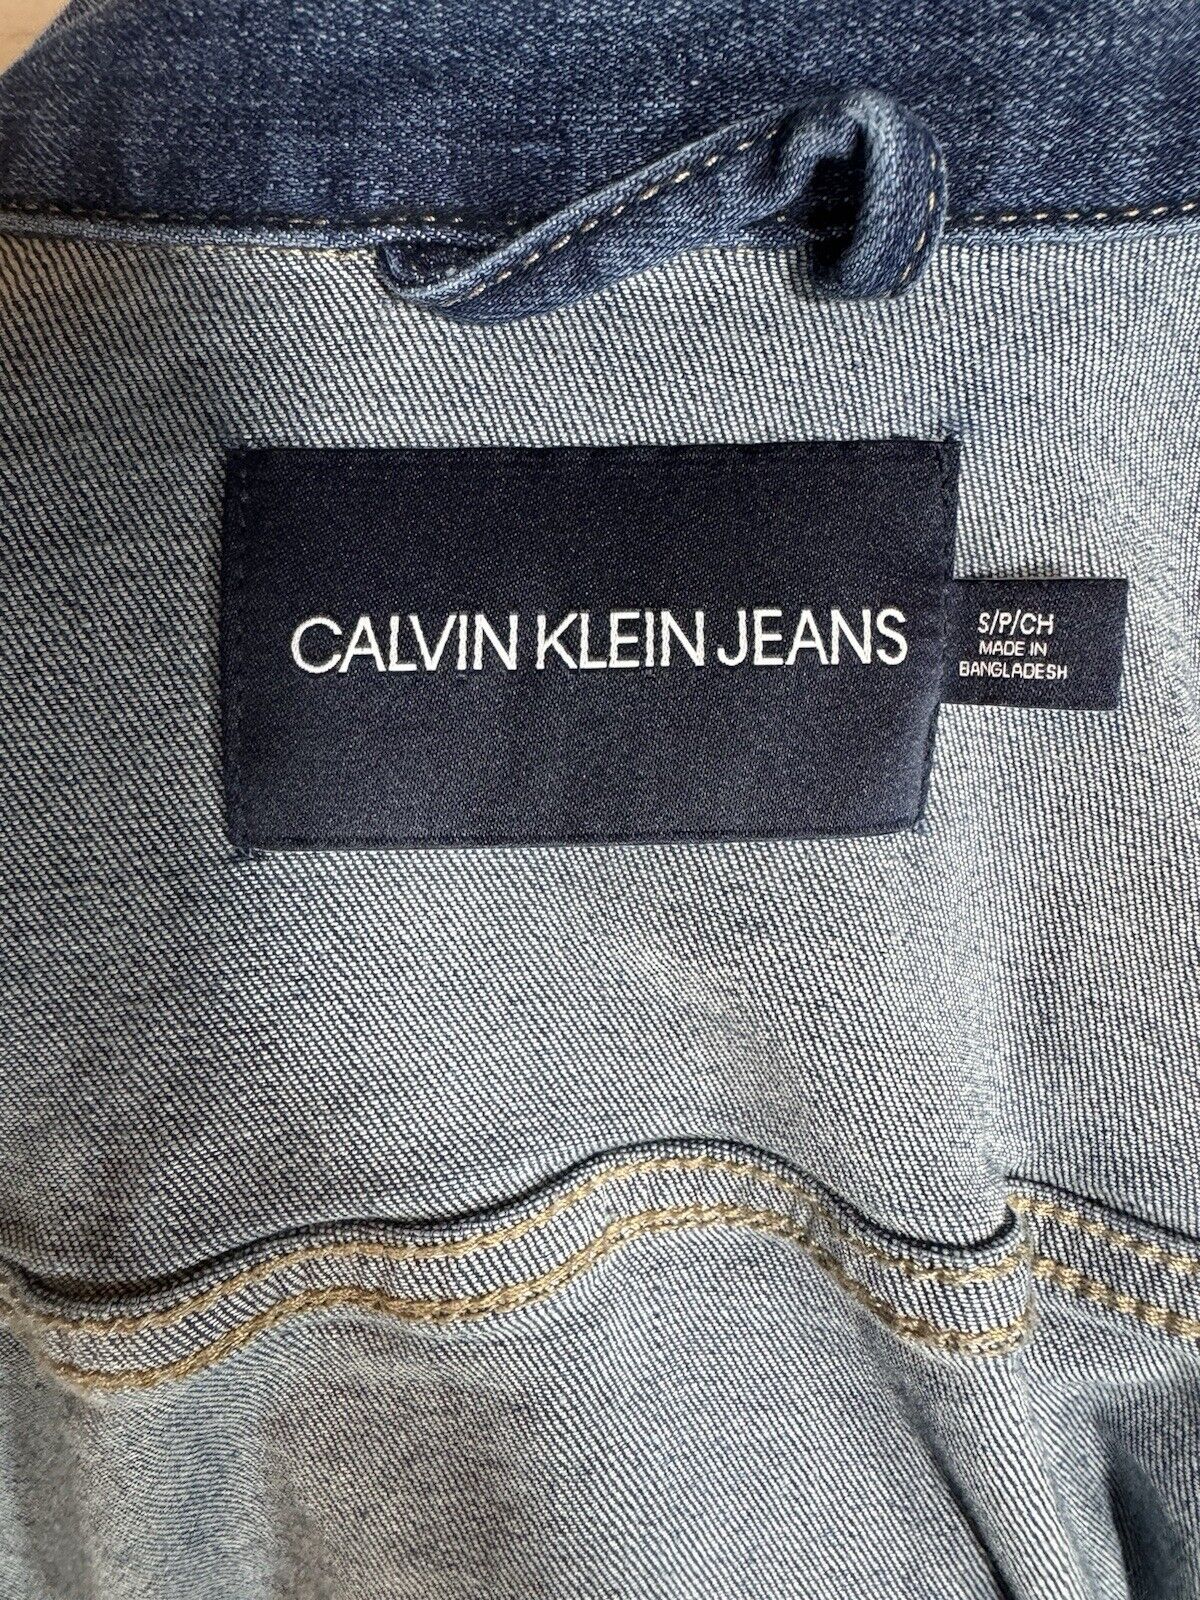 CALVIN KLEIN JEANS
S/P/CH
MADE IN
BANGLADESH